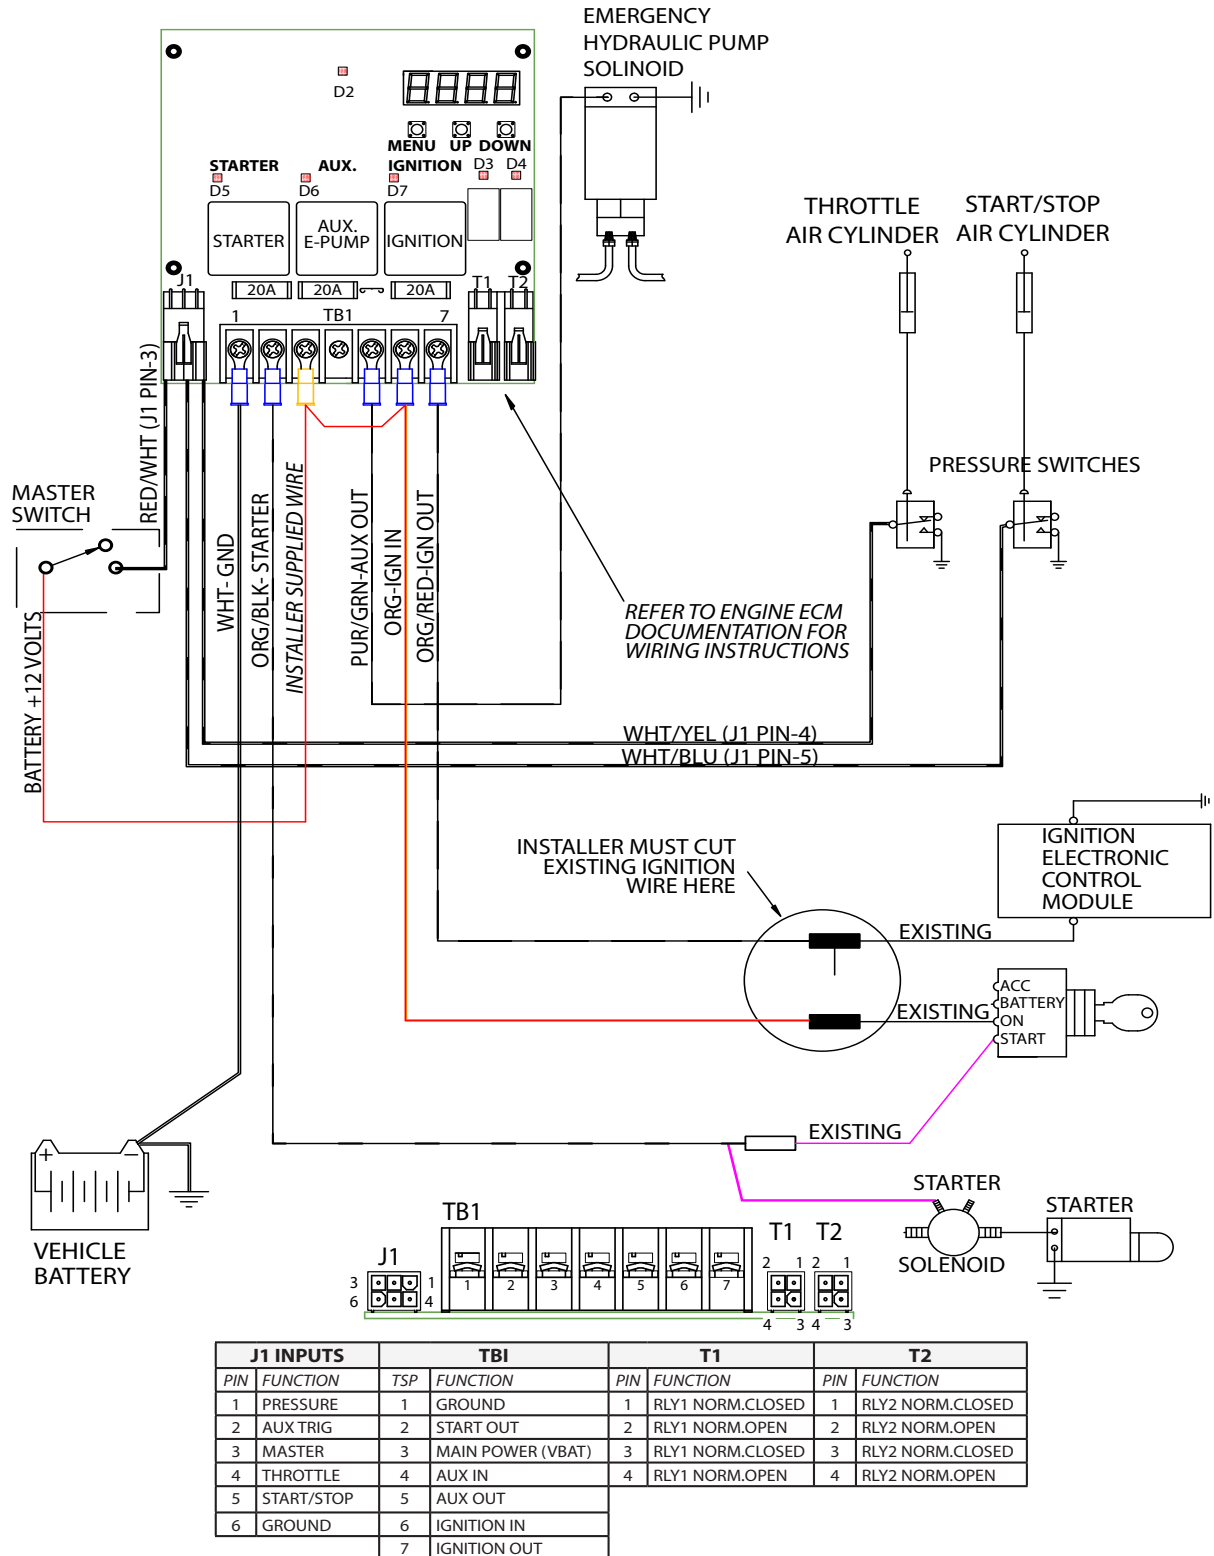 EMERGENCY
HYDRAULIC PUMP
SOLINOID
D2
MENU UP DOWN
STARTER AUX. IGNITION D3 D4
D5 D6 D7
STARTER
AUX.
E-PUMP
IGNITION
J1
20A 20A 20A
T1 T2
1 TB1 7
THROTTLE
AIR CYLINDER
START/STOP
AIR CYLINDER
PRESSURE SWITCHES
MASTER
SWITCH
RED/WHT (J1 PIN-3)
BATTERY +12 VOLTS
WHT- GND
ORG/BLK- STARTER
INSTALLER SUPPLIED WIRE
PUR/GRN-AUX OUT
ORG-IGN IN
ORG/RED-IGN OUT
REFER TO ENGINE ECM
DOCUMENTATION FOR
WIRING INSTRUCTIONS
WHT/YEL (J1 PIN-4)
WHT/BLU (J1 PIN-5)
INSTALLER MUST CUT
EXISTING IGNITION
WIRE HERE
IGNITION
ELECTRONIC
CONTROL
MODULE
EXISTING
EXISTING
ACC
BATTERY
ON
START
EXISTING
+ −
VEHICLE
BATTERY
STARTER
SOLENOID
STARTER
J1
3 1
6 4
TB1
1 2 3 4 5 6 7
T1 T2
2 1 2 1
4 3 4 3
J1 INPUTS TBI T1 T2
PIN FUNCTION TSP FUNCTION PIN FUNCTION PIN FUNCTION
1 PRESSURE 1 GROUND 1 RLY1 NORM.CLOSED 1 RLY2 NORM.CLOSED
2 AUX TRIG 2 START OUT 2 RLY1 NORM.OPEN 2 RLY2 NORM.OPEN
3 MASTER 3 MAIN POWER (VBAT) 3 RLY1 NORM.CLOSED 3 RLY2 NORM.CLOSED
4 THROTTLE 4 AUX IN 4 RLY1 NORM.OPEN 4 RLY2 NORM.OPEN
5 START/STOP 5 AUX OUT
6 GROUND 6 IGNITION IN
7 IGNITION OUT